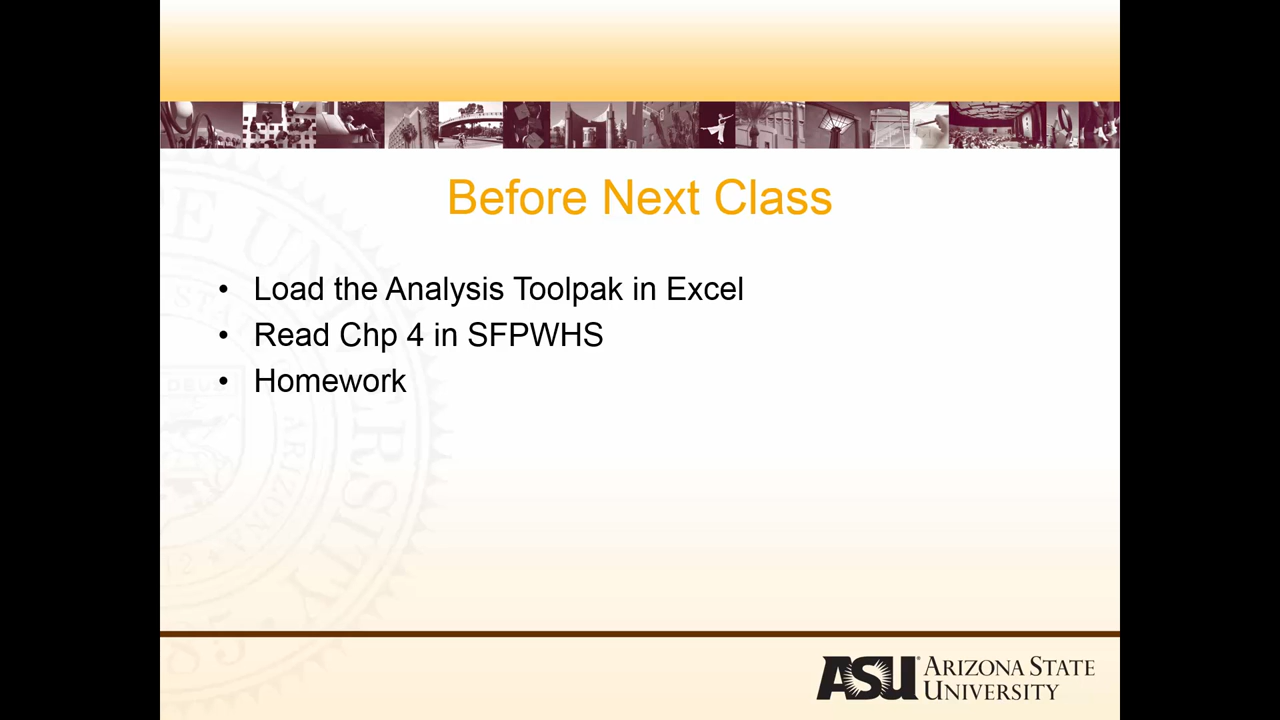 Before Next Class
• Load the Analysis Toolpak in Excel
• Read Chp 4 in SFPWHS
• Homework
ASU ARIZONA STATE
UNIVERSITY